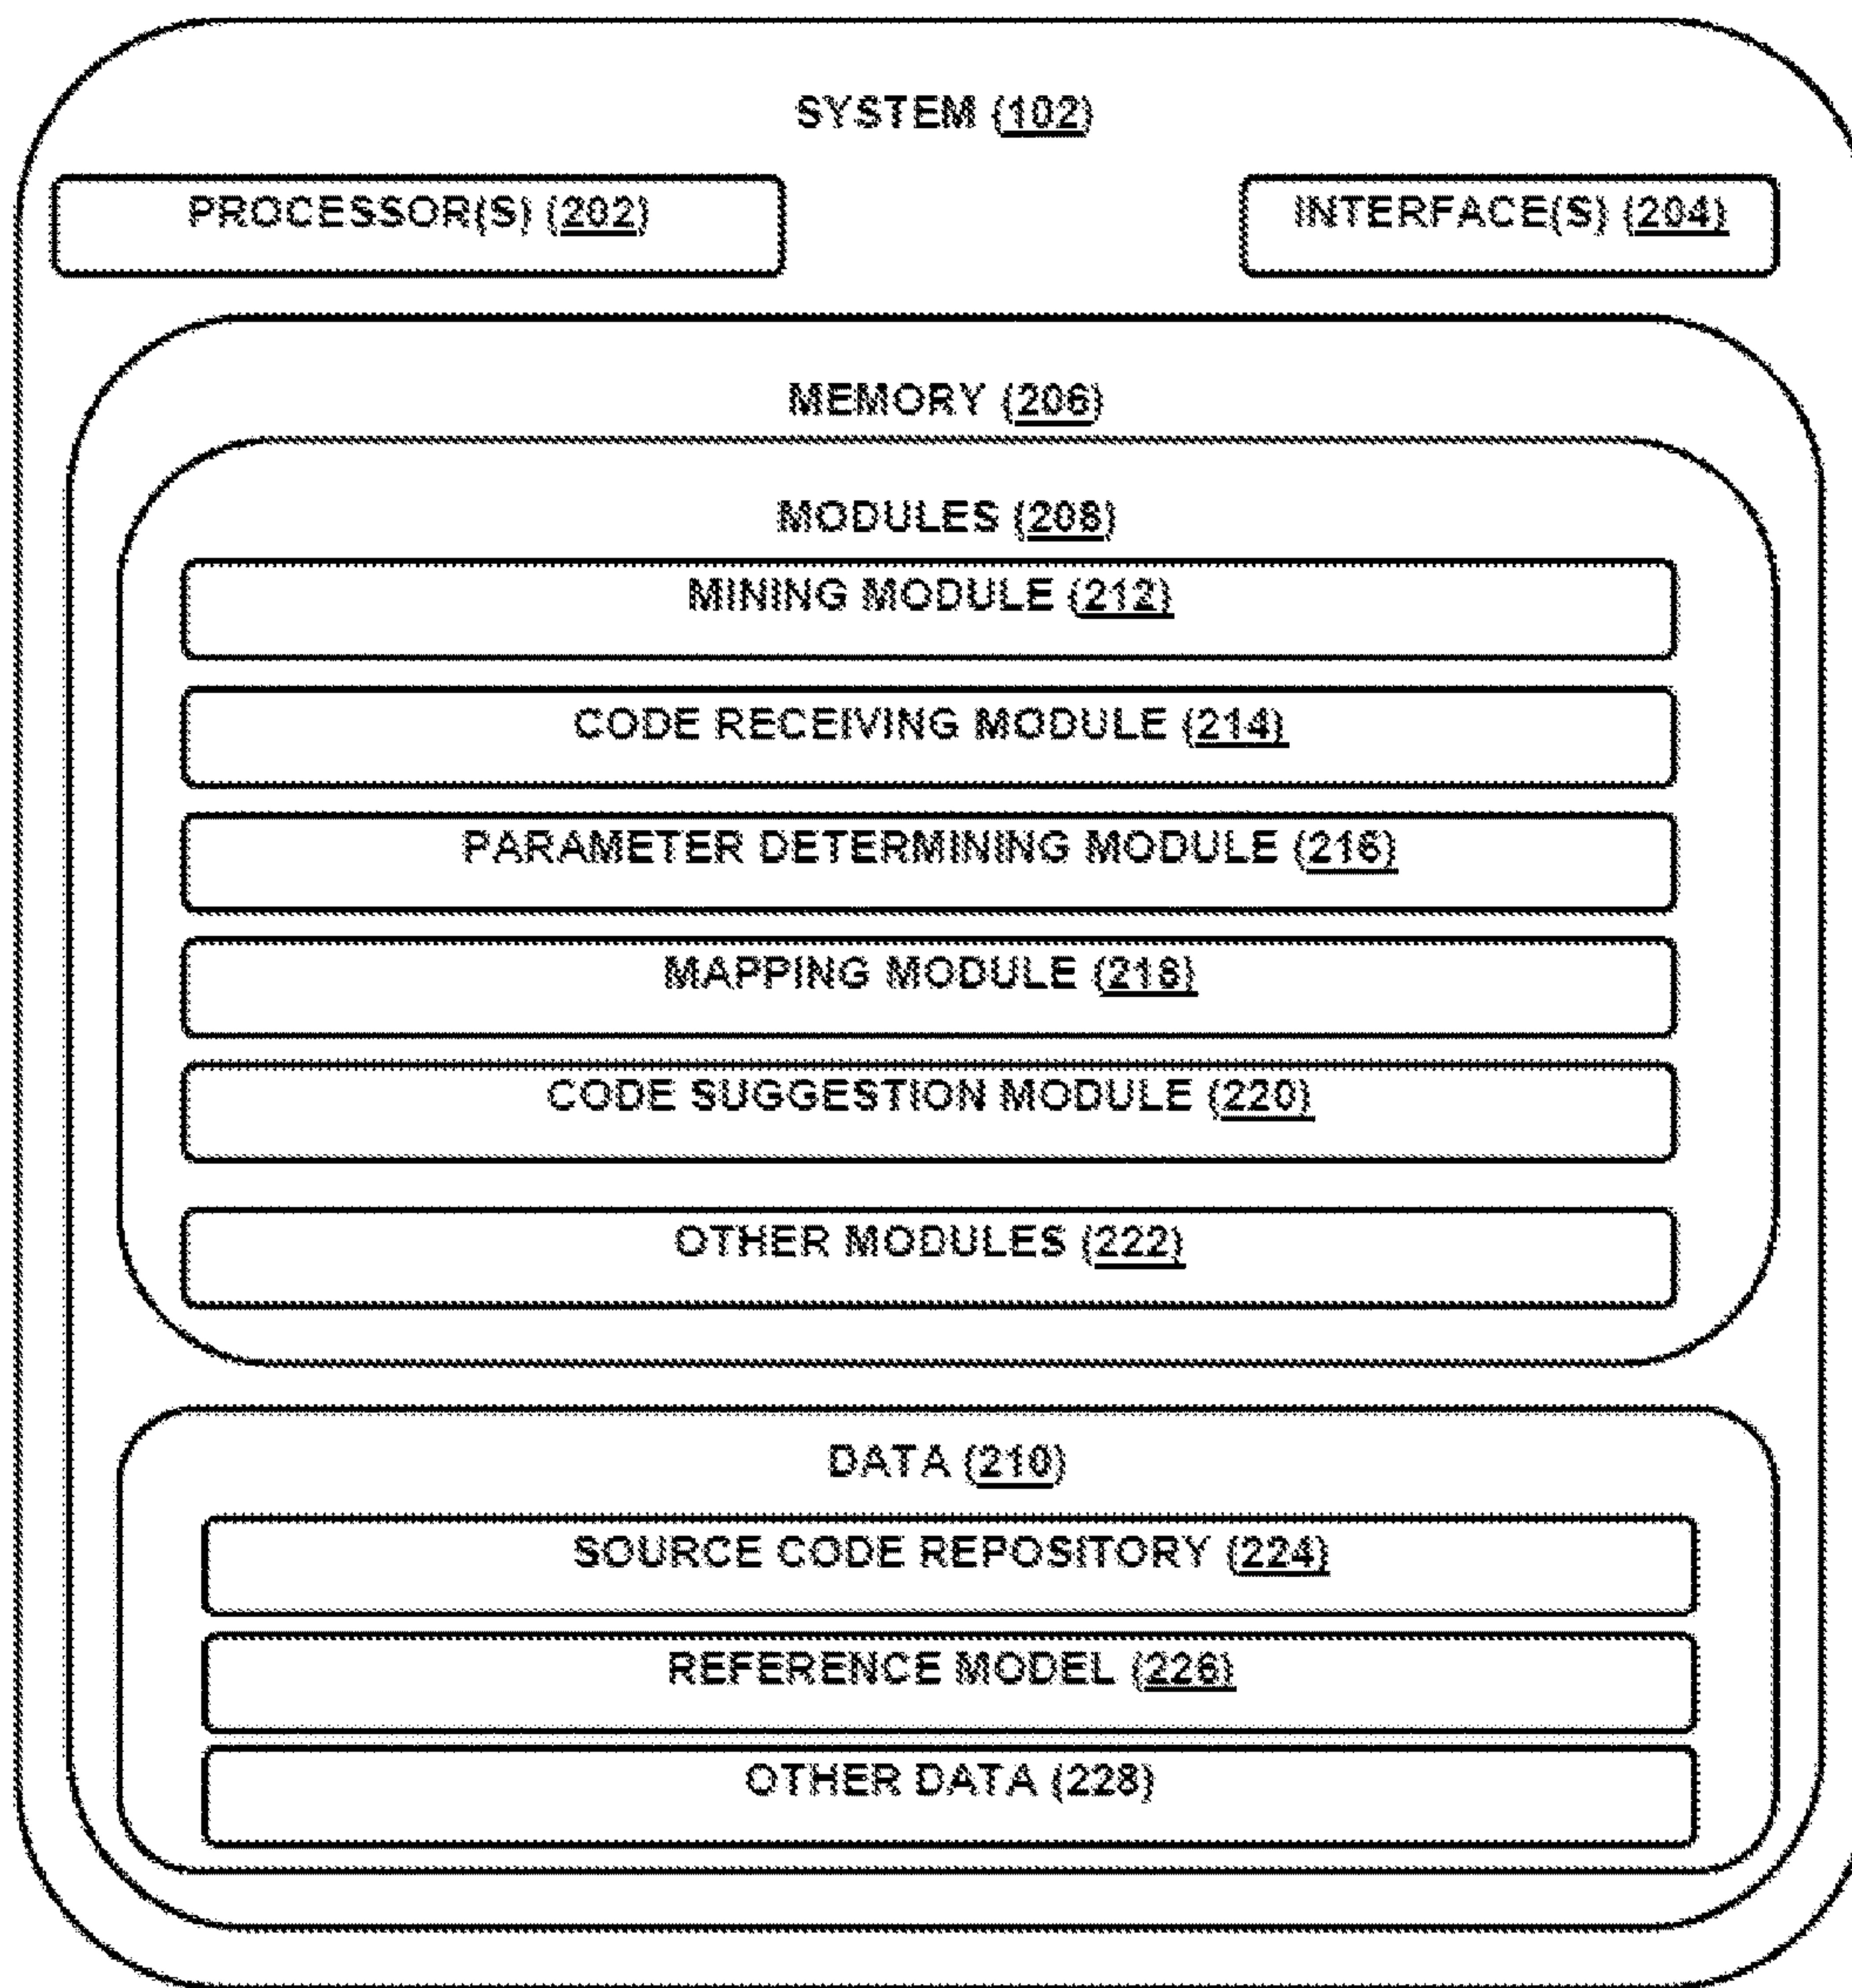 SYSTEM (102)
PROCESSOR(S) (202)
INTERFACE(S) (204)
MEMORY (206)
MODULES (208)
MINING MODULE (212)
CODE RECEIVING MODULE (214)
PARAMETER DETERMINING MODULE (216)
MAPPING MODULE (218)
CODE SUGGESTION MODULE (220)
OTHER MODULES (222)
DATA (210)
SOURCE CODE REPOSITORY (224)
REFERENCE MODEL (226)
OTHER DATA (228)